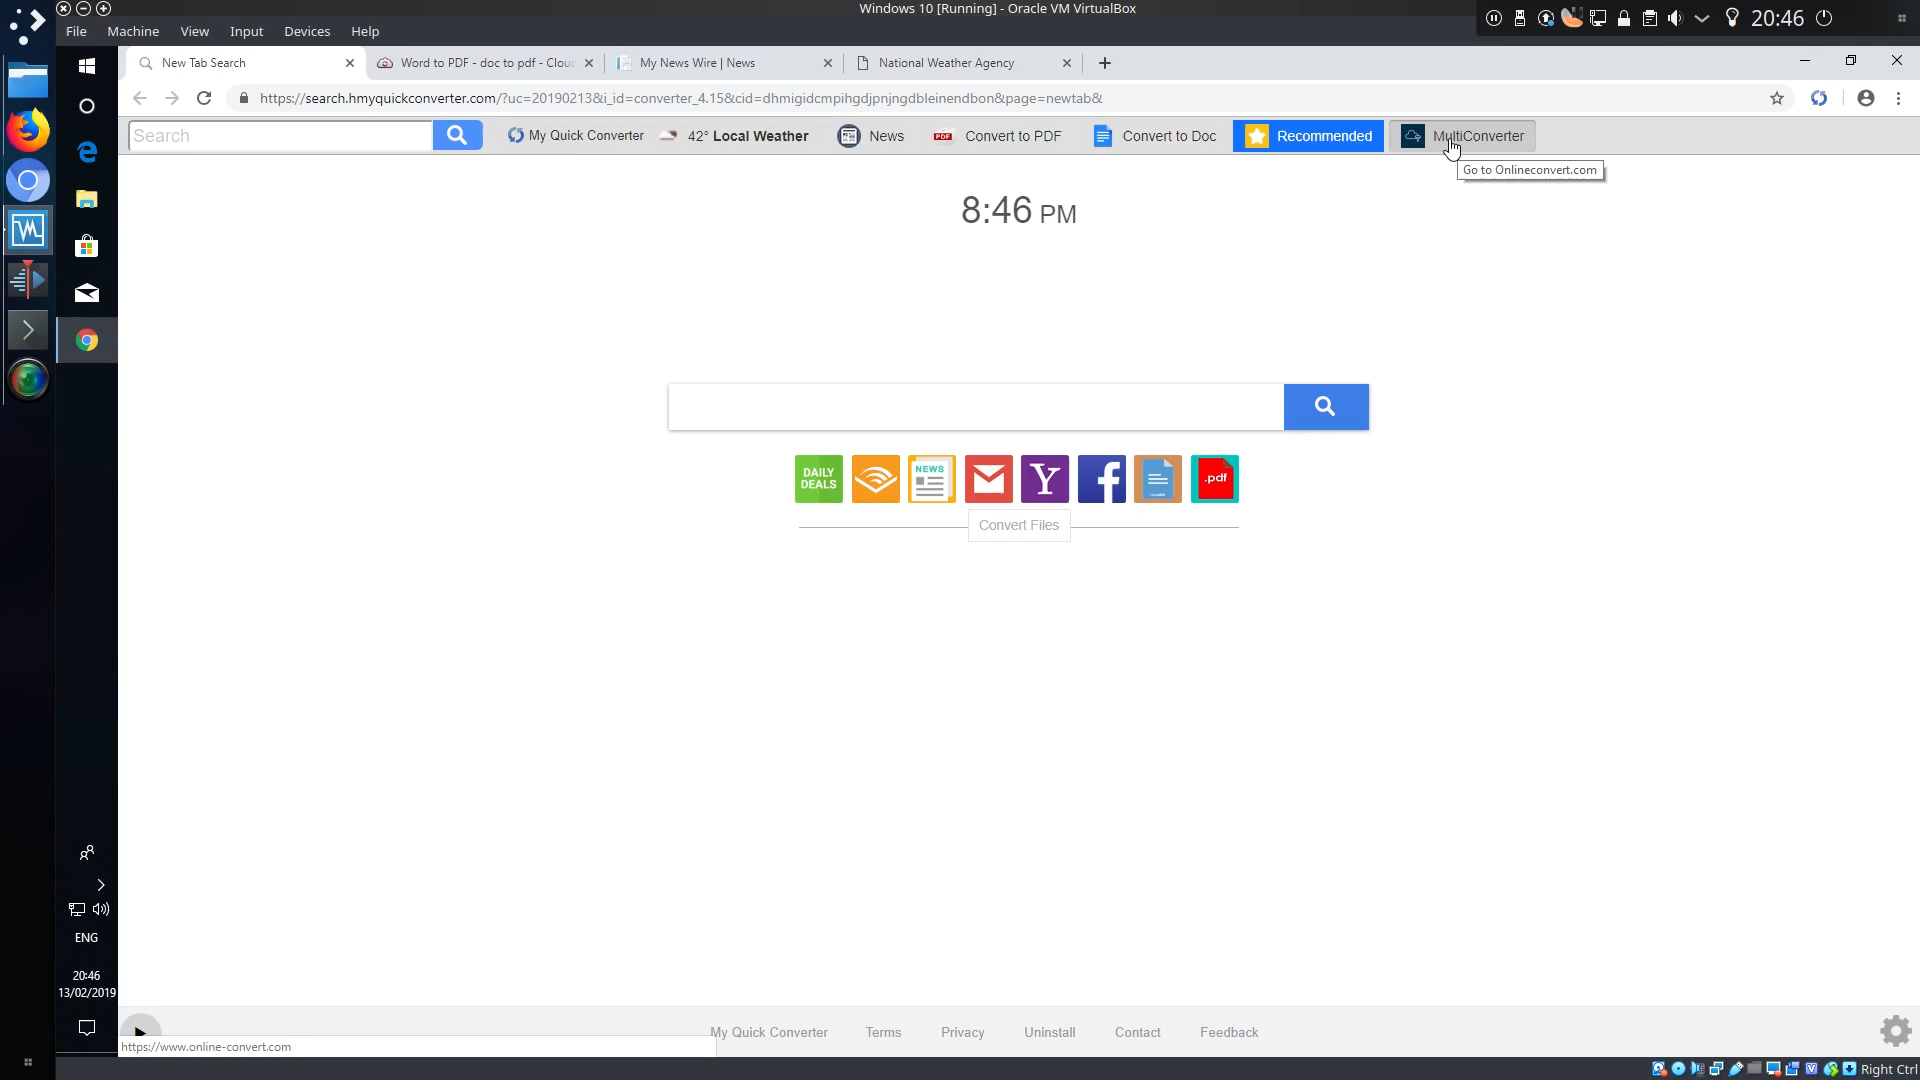 Windows 10 [Running] - Oracle VM VirtualBox
20:46
File Machine View Input Devices Help
New Tab Search
Word to PDF - doc to pdf - Clou
My News Wire | News
National Weather Agency
https://search.hmyquickconverter.com/?uc=20190213&i_id=converter_4.15&cid=dhmigidcmpihgdjpnjngdbleinendbon&page=newtab&
Search
My Quick Converter
42° Local Weather
News
PDF
Convert to PDF
Convert to Doc
Recommended
MultiConverter
Go to Onlineconvert.com
8:46 PM
DAILY
DEALS
NEWS
.pdf
Convert Files
ENG
20:46
13/02/2019
My Quick Converter Terms Privacy Uninstall Contact Feedback
https://www.online-convert.com
Right Ctrl